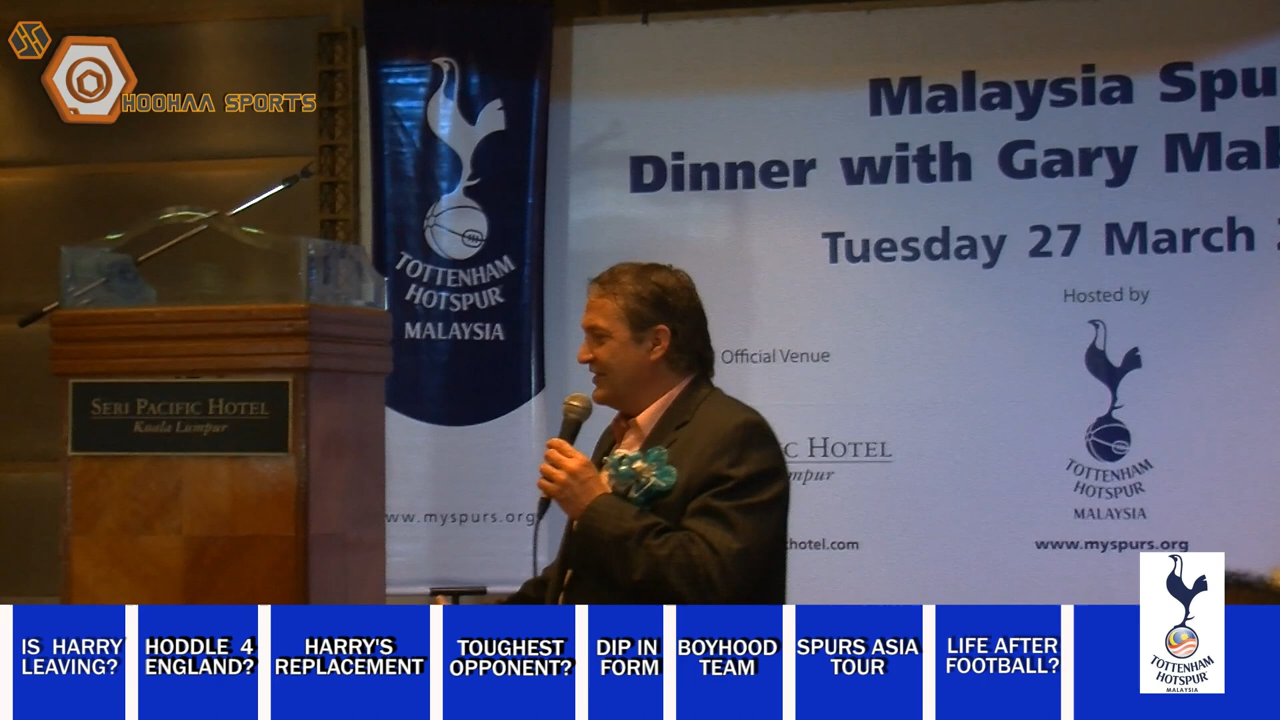 HOOHAA SPORTS
TOTTENHAM
HOTSPUR
MALAYSIA
www.myspurs.org
SERI PACIFIC HOTEL
Kuala Lumpur
Malaysia Spu
Dinner with Gary Mab
Tuesday 27 March
Hosted by
Official Venue
C HOTEL
mpur
hotel.com
TOTTENHAM
HOTSPUR
MALAYSIA
www.myspurs.org
IS HARRY
LEAVING?
HODDLE 4
ENGLAND?
HARRY'S
REPLACEMENT
TOUGHEST
OPPONENT?
DIP IN
FORM
BOYHOOD
TEAM
SPURS ASIA
TOUR
LIFE AFTER
FOOTBALL?
TOTTENHAM
HOTSPUR
MALAYSIA